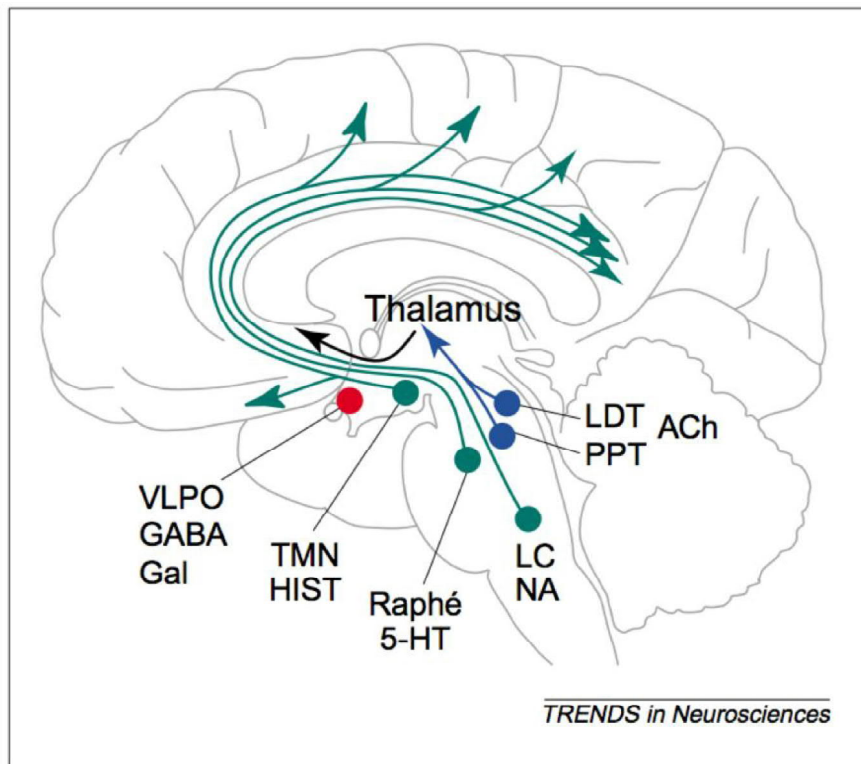 Thalamus
LDT
ACh
PPT
VLPO
GABA
Gal
TMN
HIST
Raphé
5-HT
LC
NA
TRENDS in Neurosciences